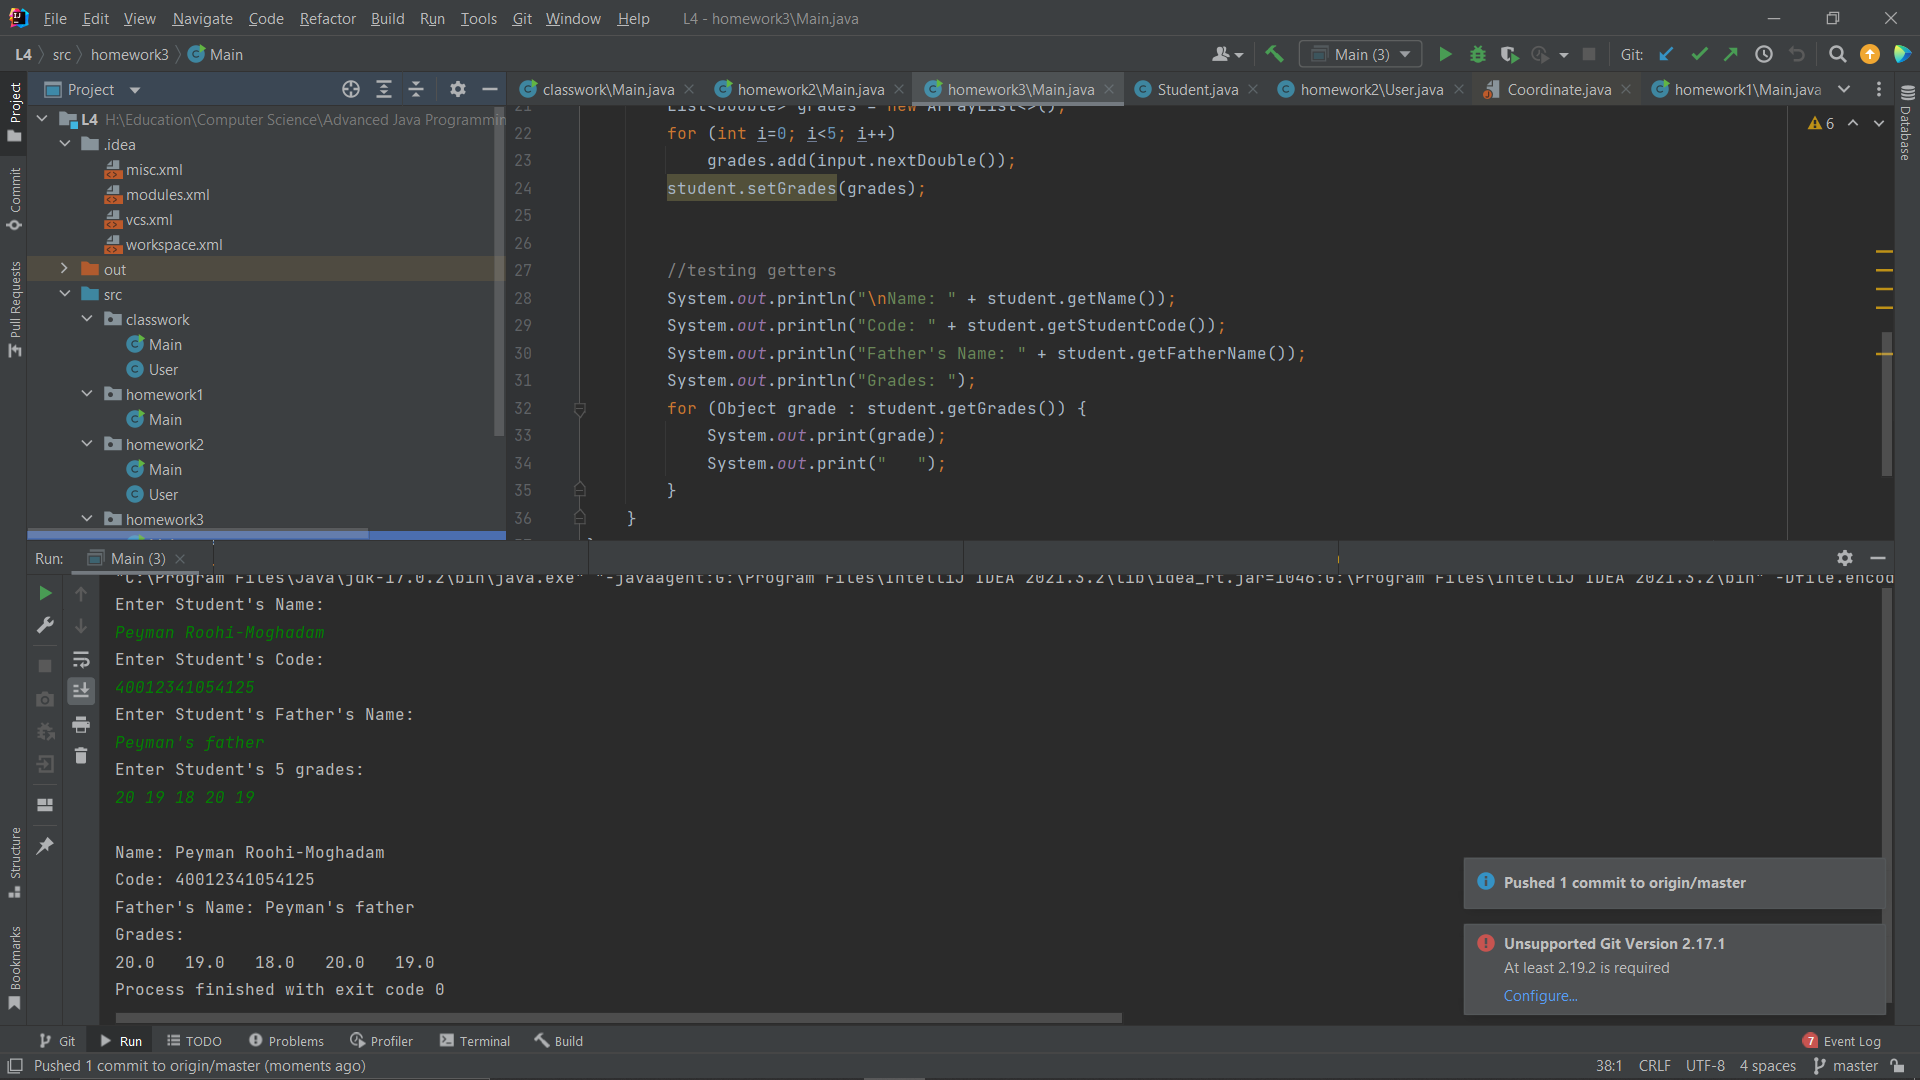 File Edit View Navigate Code Refactor Build Run Tools Git Window Help L4 - homework3\Main.java
L4 src homework3 Main
Main (3) Git:
Project
classwork\Main.java homework2\Main.java homework3\Main.java Student.java homework2\User.java Coordinate.java homework1\Main.java
Project
Commit
Pull Requests
Structure
Bookmarks
Database
L4 H:\Education\Computer Science\Advanced Java Programmin
.idea
misc.xml
modules.xml
vcs.xml
workspace.xml
out
src
classwork
Main
User
homework1
Main
homework2
Main
User
homework3
6
21 List<Double> grades = new ArrayList<>();
22 for (int i=0; i<5; i++)
23 grades.add(input.nextDouble());
24 student.setGrades(grades);
25
26
27 //testing getters
28 System.out.println("\nName: " + student.getName());
29 System.out.println("Code: " + student.getStudentCode());
30 System.out.println("Father's Name: " + student.getFatherName());
31 System.out.println("Grades: ");
32 for (Object grade : student.getGrades()) {
33 System.out.print(grade);
34 System.out.print("   ");
35 }
36 }
Run: Main (3)
"C:\Program Files\Java\jdk-17.0.2\bin\java.exe" "-javaagent:G:\Program Files\IntelliJ IDEA 2021.3.2\lib\idea_rt.jar=1046:G:\Program Files\IntelliJ IDEA 2021.3.2\bin" -Dfile.encod
Enter Student's Name:
Peyman Roohi-Moghadam
Enter Student's Code:
40012341054125
Enter Student's Father's Name:
Peyman's father
Enter Student's 5 grades:
20 19 18 20 19
Name: Peyman Roohi-Moghadam
Code: 40012341054125
Father's Name: Peyman's father
Grades:
20.0   19.0   18.0   20.0   19.0
Process finished with exit code 0
Pushed 1 commit to origin/master
Unsupported Git Version 2.17.1
At least 2.19.2 is required
Configure...
Git Run TODO Problems Profiler Terminal Build 7 Event Log
Pushed 1 commit to origin/master (moments ago) 38:1 CRLF UTF-8 4 spaces master